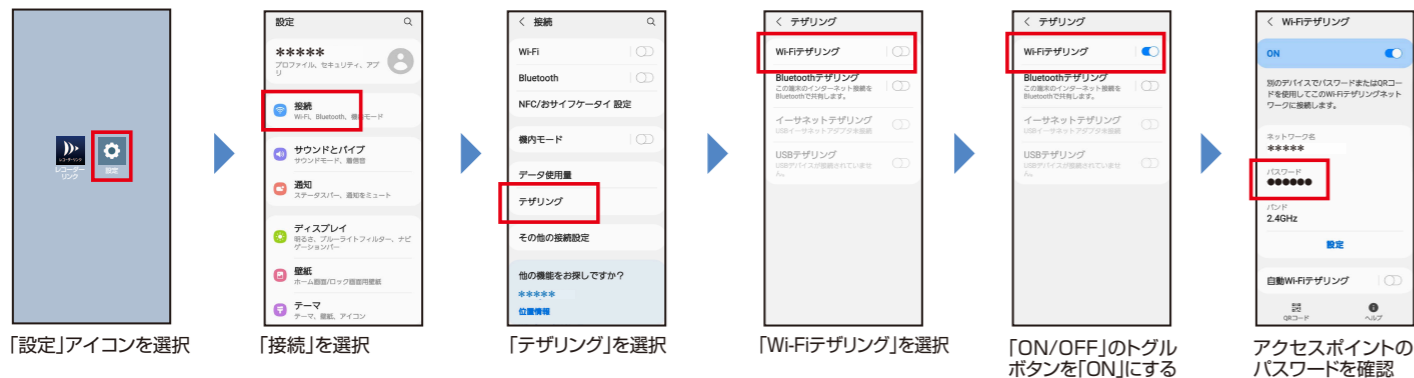 レコーダー
リンク
設定
「設定」アイコンを選択
設定
*****
プロファイル、セキュリティ、アプ
リ
接続
Wi-Fi、Bluetooth、機内モード
サウンドとバイブ
サウンドモード、着信音
通知
ステータスバー、通知をミュート
ディスプレイ
明るさ、ブルーライトフィルター、ナビ
ゲーションバー
壁紙
ホーム画面/ロック画面用壁紙
テーマ
テーマ、壁紙、アイコン
「接続」を選択
接続
Wi-Fi
Bluetooth
NFC/おサイフケータイ 設定
機内モード
データ使用量
テザリング
その他の接続設定
他の機能をお探しですか？
*****
位置情報
「テザリング」を選択
テザリング
Wi-Fiテザリング
Bluetoothテザリング
この端末のインターネット接続を
Bluetoothで共有します。
イーサネットテザリング
USBイーサネットアダプタを接続
USBテザリング
USBデバイスが接続されていませ
ん。
「Wi-Fiテザリング」を選択
テザリング
Wi-Fiテザリング
Bluetoothテザリング
この端末のインターネット接続を
Bluetoothで共有します。
イーサネットテザリング
USBイーサネットアダプタを接続
USBテザリング
USBデバイスが接続されていませ
ん。
「ON/OFF」のトグル
ボタンを「ON」にする
Wi-Fiテザリング
ON
別のデバイスでパスワードまたはQRコー
ドを使用してこのWi-Fiテザリングネット
ワークに接続します。
ネットワーク名
*****
パスワード
●●●●●●
バンド
2.4GHz
設定
自動Wi-Fiテザリング
QRコード
ヘルプ
アクセスポイントの
パスワードを確認